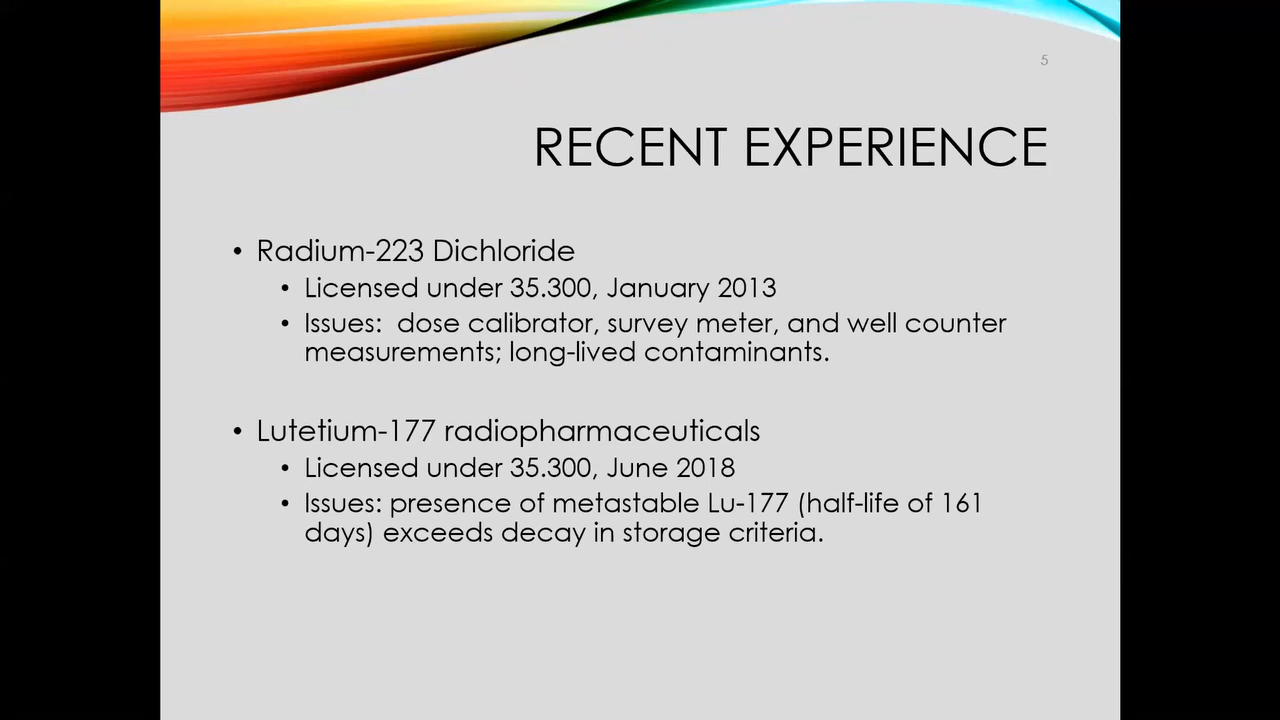 5
RECENT EXPERIENCE
• Radium-223 Dichloride
• Licensed under 35.300, January 2013
• Issues:  dose calibrator, survey meter, and well counter
measurements; long-lived contaminants.
• Lutetium-177 radiopharmaceuticals
• Licensed under 35.300, June 2018
• Issues: presence of metastable Lu-177 (half-life of 161
days) exceeds decay in storage criteria.